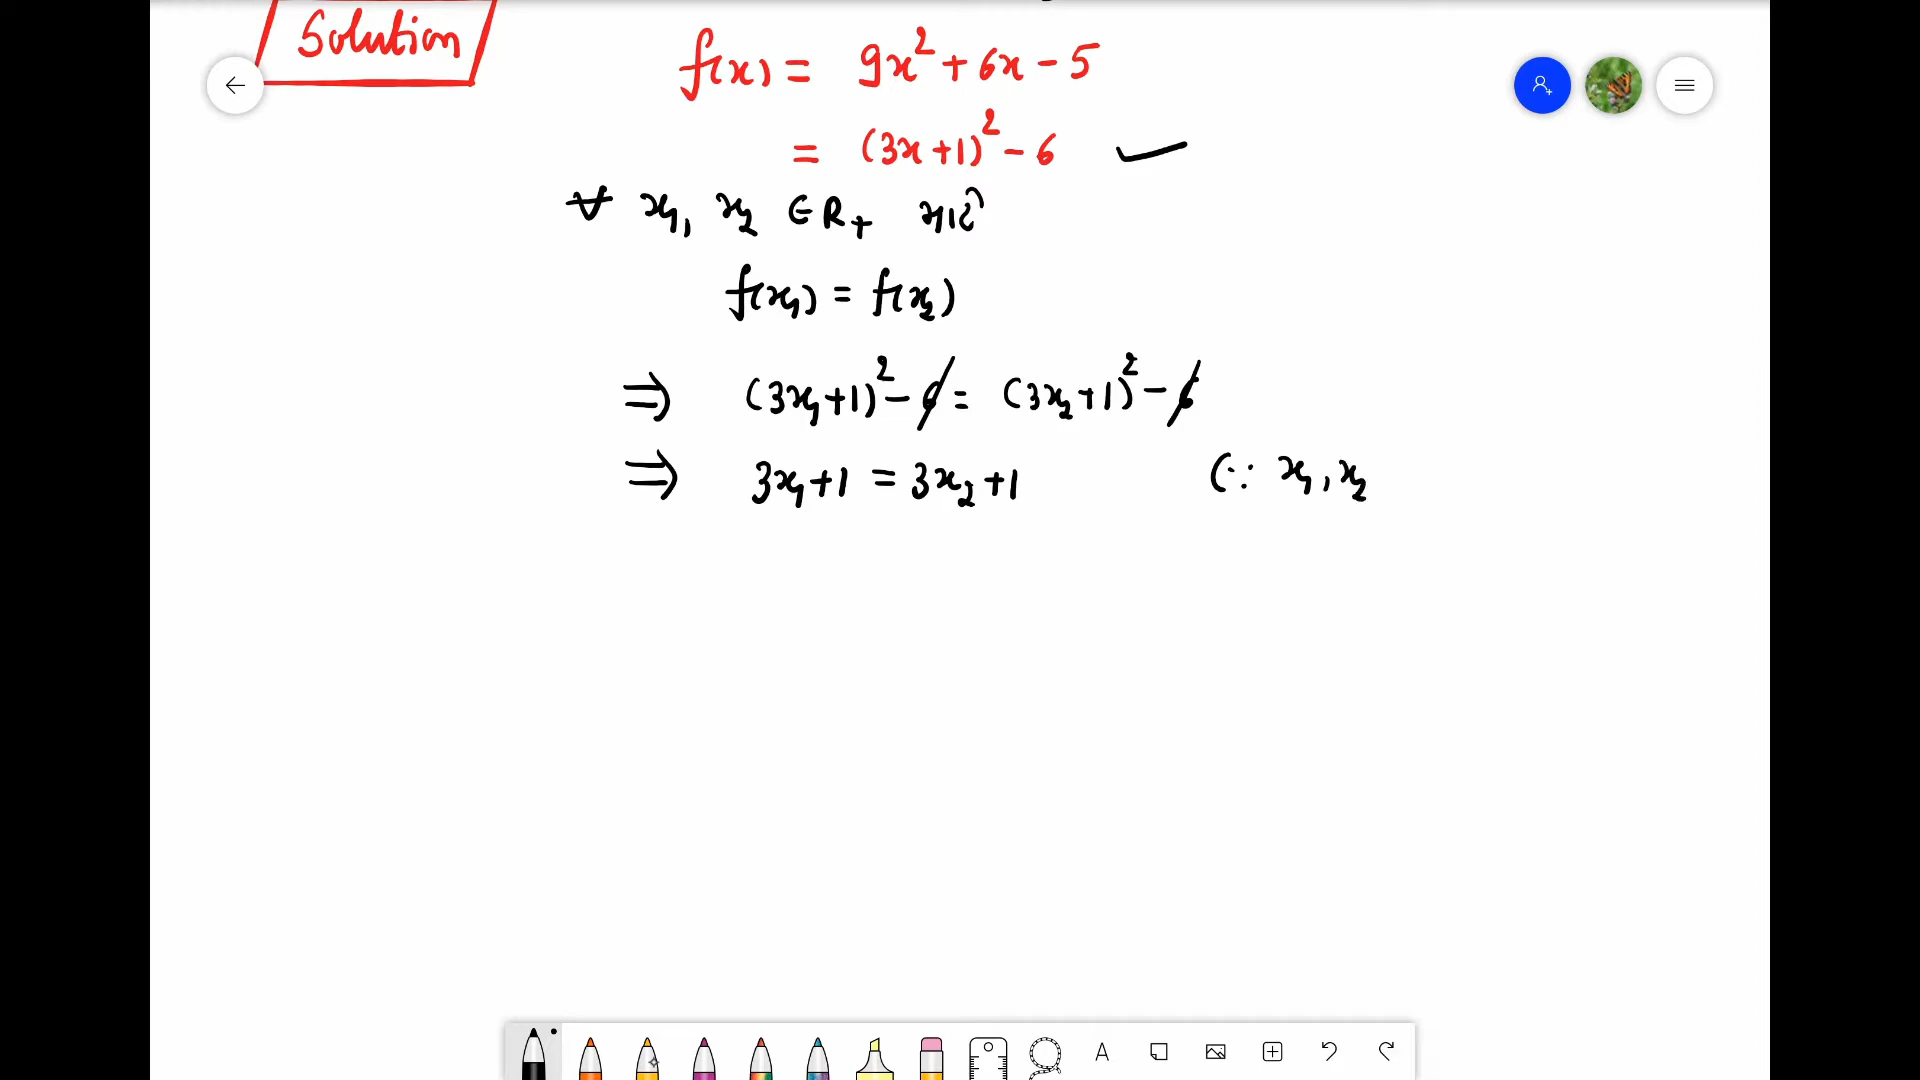 Solution
f(x) = 9x² + 6x - 5
= (3x+1)² - 6
∀ x₁, x₂ ∈ R₊
f(x₁) = f(x₂)
⇒ (3x₁+1)² - 6 = (3x₂+1)² - 6
⇒ 3x₁+1 = 3x₂+1 (∵ x₁, x₂
A